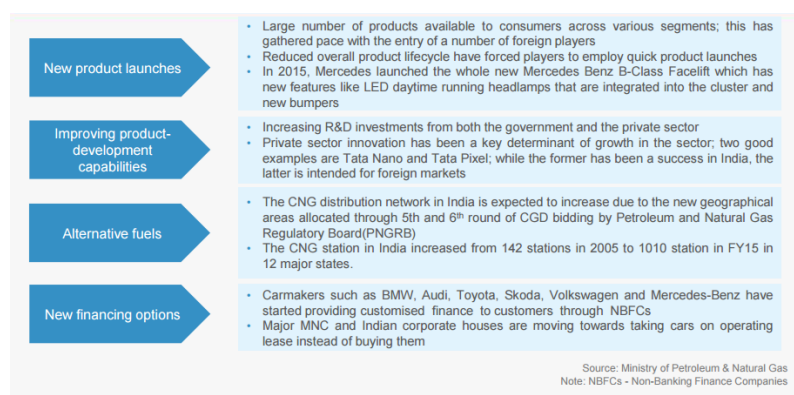 New product launches
• Large number of products available to consumers across various segments; this has
gathered pace with the entry of a number of foreign players
• Reduced overall product lifecycle have forced players to employ quick product launches
• In 2015, Mercedes launched the whole new Mercedes Benz B-Class Facelift which has
new features like LED daytime running headlamps that are integrated into the cluster and
new bumpers
Improving product-
development
capabilities
• Increasing R&D investments from both the government and the private sector
• Private sector innovation has been a key determinant of growth in the sector; two good
examples are Tata Nano and Tata Pixel; while the former has been a success in India, the
latter is intended for foreign markets
Alternative fuels
• The CNG distribution network in India is expected to increase due to the new geographical
areas allocated through 5th and 6th round of CGD bidding by Petroleum and Natural Gas
Regulatory Board(PNGRB)
• The CNG station in India increased from 142 stations in 2005 to 1010 station in FY15 in
12 major states.
New financing options
• Carmakers such as BMW, Audi, Toyota, Skoda, Volkswagen and Mercedes-Benz have
started providing customised finance to customers through NBFCs
• Major MNC and Indian corporate houses are moving towards taking cars on operating
lease instead of buying them
Source: Ministry of Petroleum & Natural Gas
Note: NBFCs - Non-Banking Finance Companies